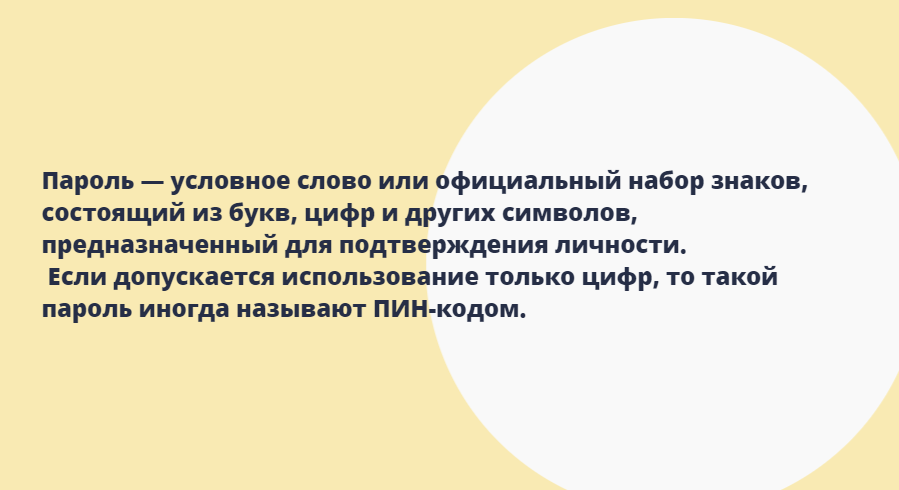 Пароль — условное слово или официальный набор знаков,
состоящий из букв, цифр и других символов,
предназначенный для подтверждения личности.
Если допускается использование только цифр, то такой
пароль иногда называют ПИН-кодом.